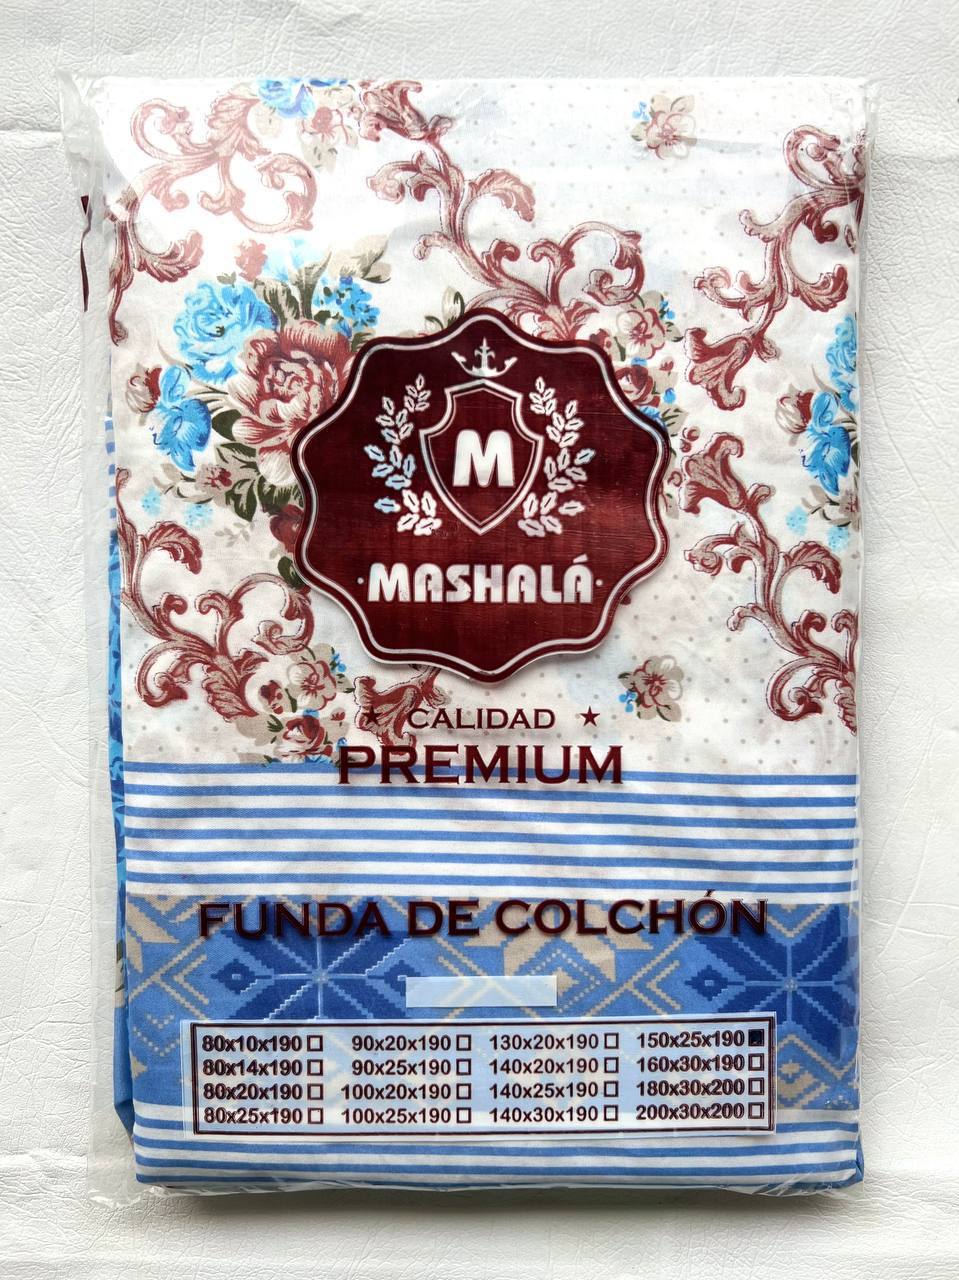 M
MASHALÁ
★ CALIDAD ★
PREMIUM
FUNDA DE COLCHÓN
80x10x190 ☐ 90x20x190 ☐ 130x20x190 ☐ 150x25x190 ■
80x14x190 ☐ 90x25x190 ☐ 140x20x190 ☐ 160x30x190 ☐
80x20x190 ☐ 100x20x190 ☐ 140x25x190 ☐ 180x30x200 ☐
80x25x190 ☐ 100x25x190 ☐ 140x30x190 ☐ 200x30x200 ☐